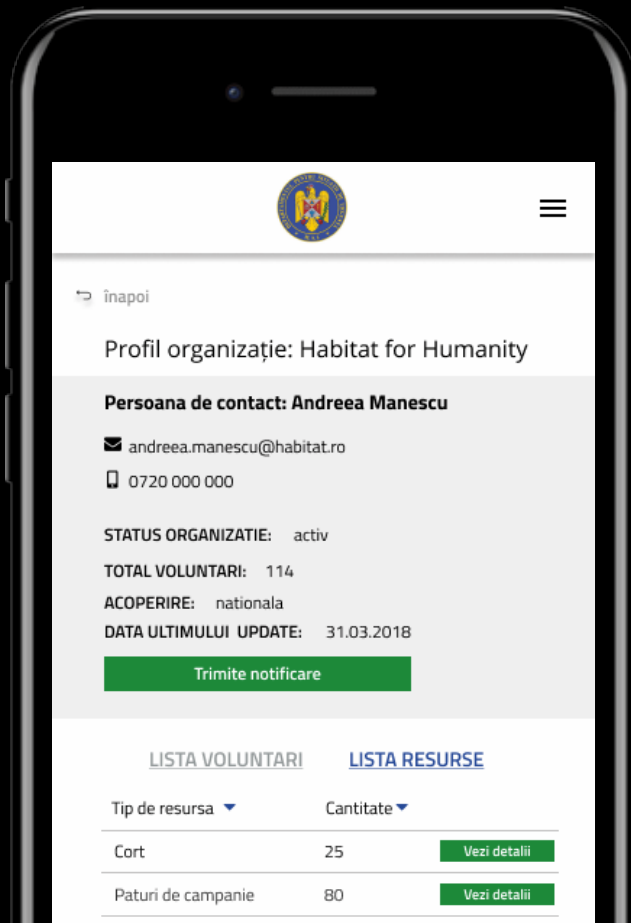 înapoi
Profil organizație: Habitat for Humanity
Persoana de contact: Andreea Manescu
andreea.manescu@habitat.ro
0720 000 000
STATUS ORGANIZATIE: activ
TOTAL VOLUNTARI: 114
ACOPERIRE: nationala
DATA ULTIMULUI UPDATE: 31.03.2018
Trimite notificare
LISTA VOLUNTARI LISTA RESURSE
Tip de resursa Cantitate
Cort 25 Vezi detalii
Paturi de campanie 80 Vezi detalii